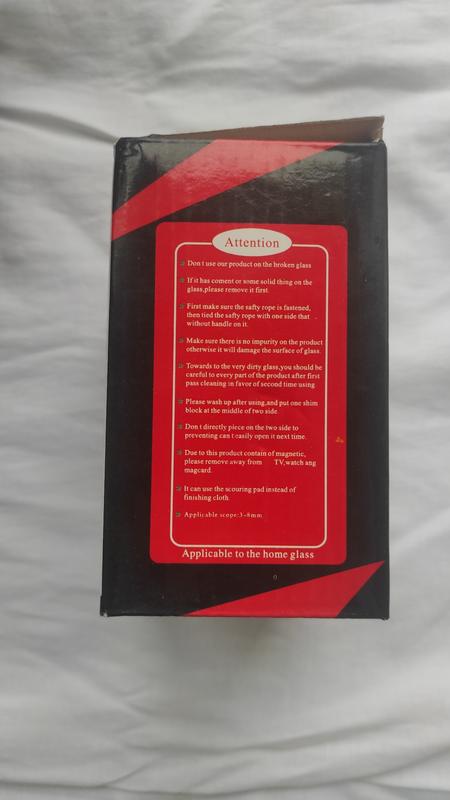 Attention
Don t use our product on the broken glass
If it has coment or some solid thing on the
glass,please remove it first.
First make sure the safty rope is fastened,
then tied the safty rope with one side that
without handle on it.
Make sure there is no impurity on the product
otherwise it will damage the surface of glass.
Towards to the very dirty glass,you should be
careful to every part of the product after first
pass cleaning in favor of second time using
Please wash up after using,and put one shim
block at the middle of two side.
Don t directly piece on the two side to
preventing can t easily open it next time.
Due to this product contain of magnetic,
please remove away from TV,watch ang
magcard.
It can use the scouring pad instead of
finishing cloth.
Applicable scope:3-8mm
Applicable to the home glass
0